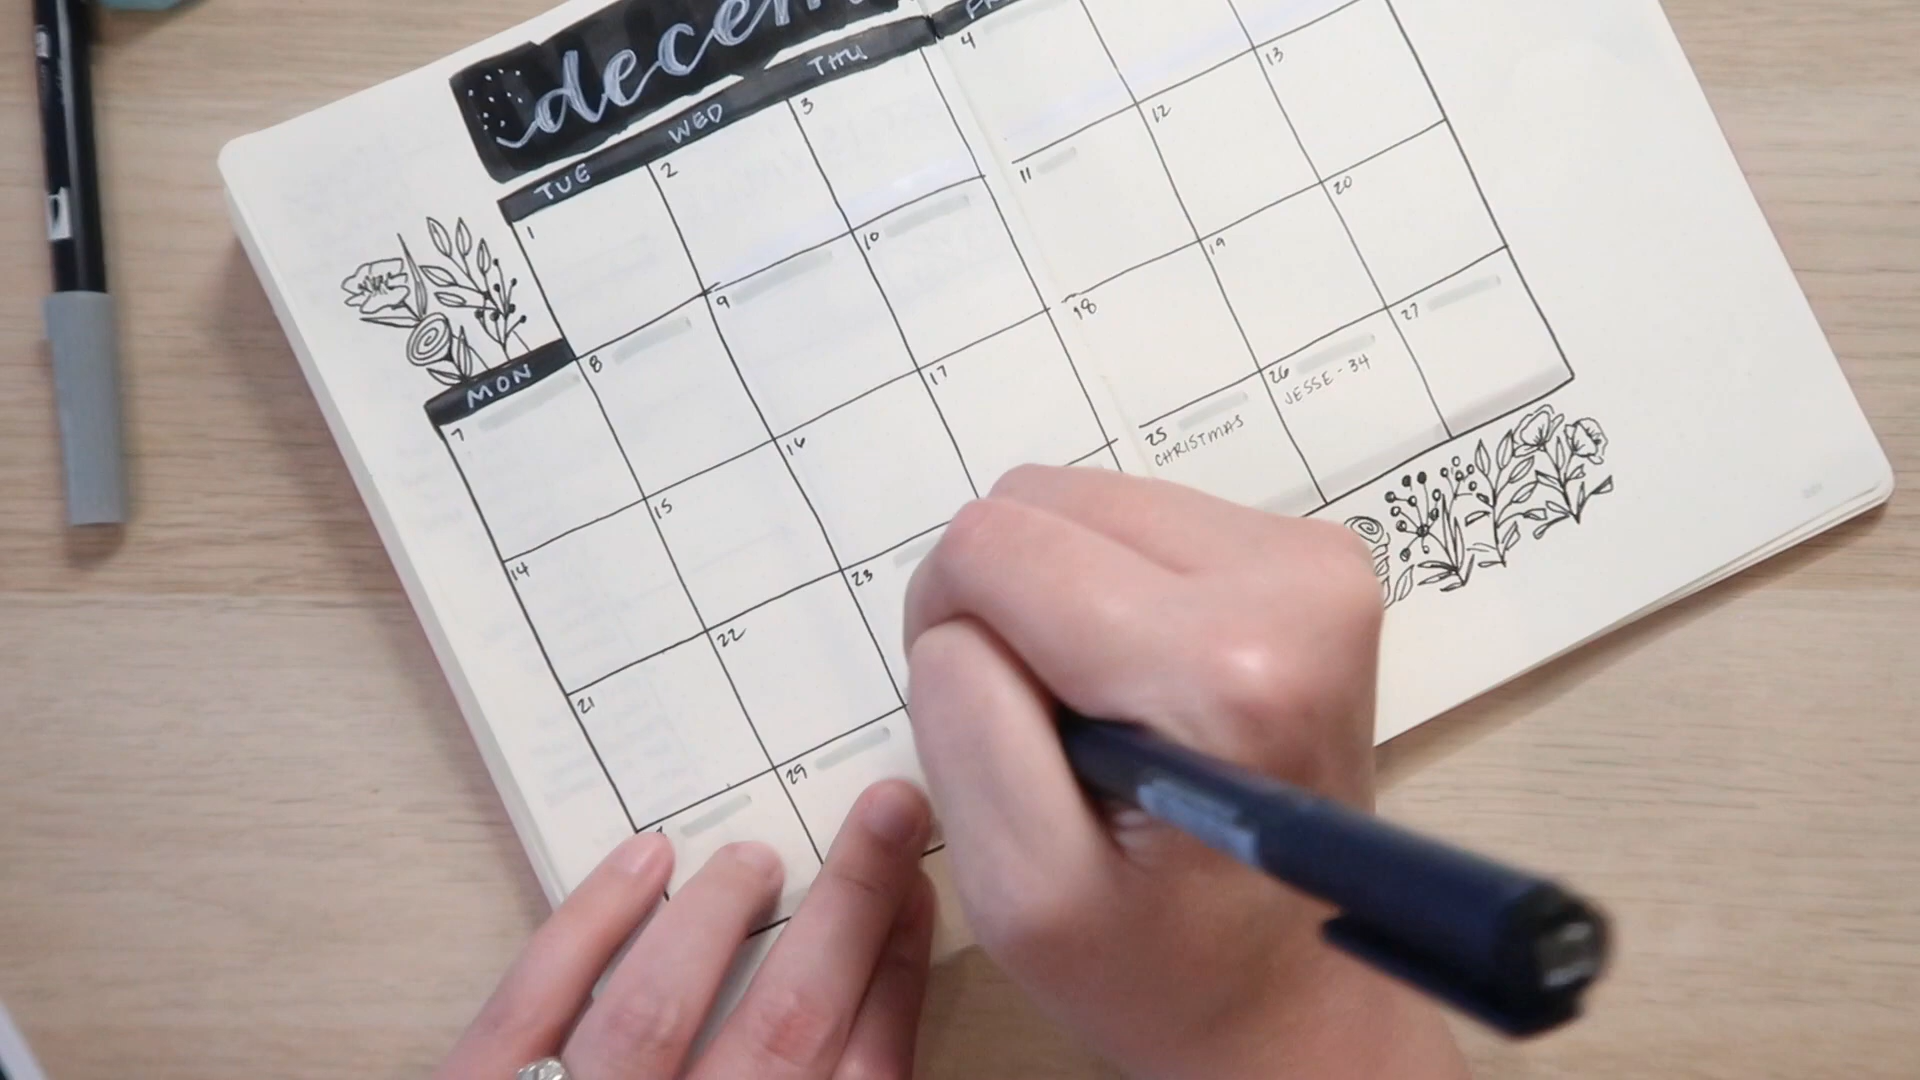 decem
TUE WED THU FR
1 2 3 4
MON
7 8 9 10 11 12 13
14 15 16 17 18 19 20
21 22 23 25 26 27
CHRISTMAS JESSE - 34
29